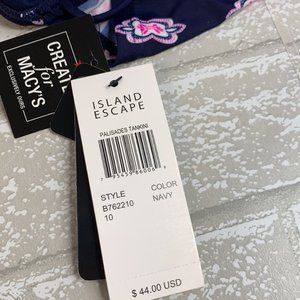 CREATED
for
MACY'S
EXCLUSIVELY OURS
ISLAND
ESCAPE
PALISADES TANKINI
STYLE COLOR
B762210 NAVY
10
$ 44.00 USD